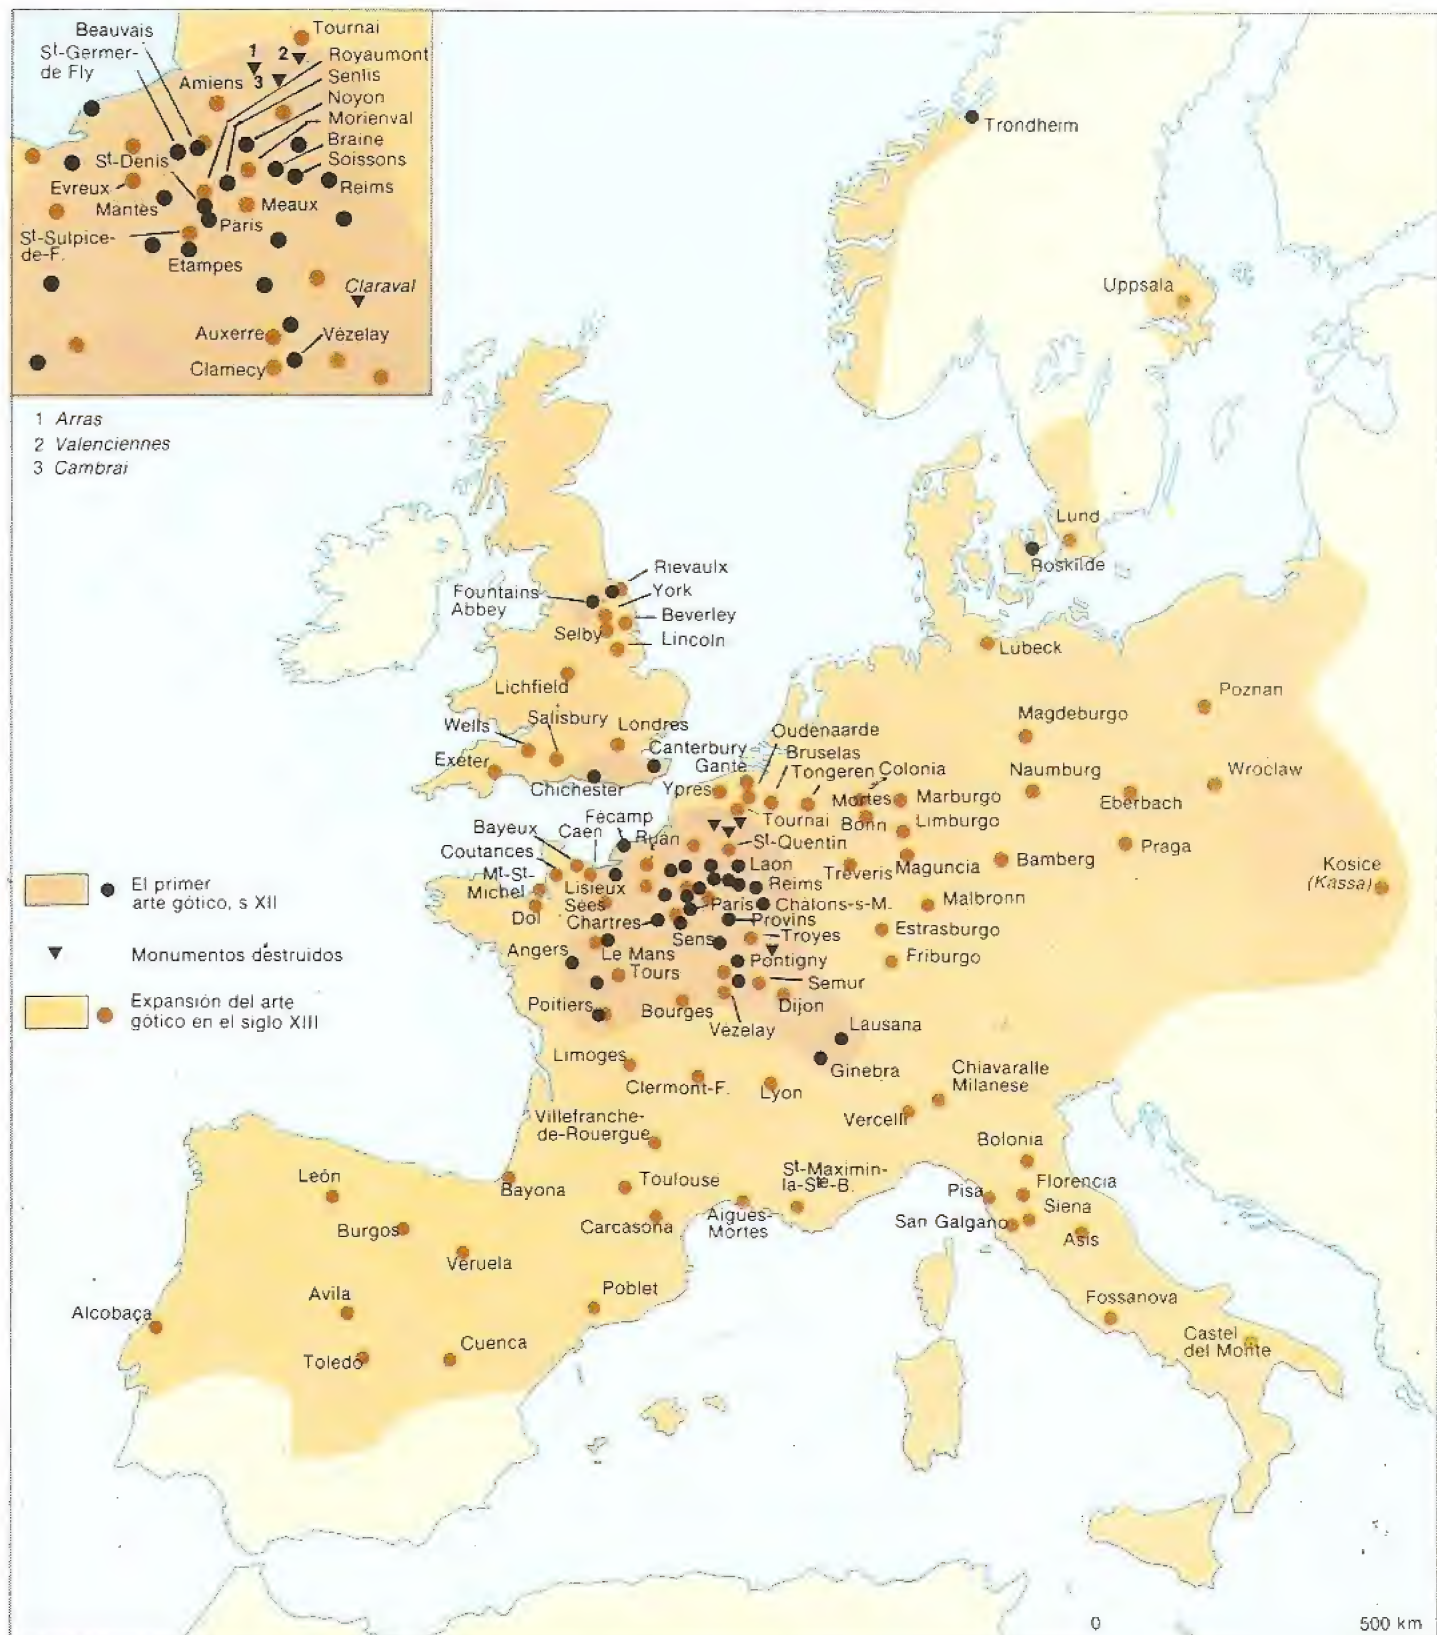 Beauvais
St-Germer-
de Fly
Tournai
1
2
3
Royaumont
Senlis
Amiens
Noyon
Morienval
Braine
Soissons
St-Denis
Evreux
Reims
Mantes
Meaux
Paris
St-Sulpice-
de-F.
Etampes
Claraval
Auxerre
Vézelay
Clamecy
1 Arras
2 Valenciennes
3 Cambrai
Trondheim
Uppsala
Lund
Roskilde
Rievaulx
Fountains
Abbey
York
Beverley
Selby
Lincoln
Lübeck
Lichfield
Poznan
Wells
Salisbury
Londres
Magdeburgo
Oudenaarde
Canterbury
Bruselas
Exeter
Gante
Tongeren
Colonia
Naumburg
Wroclaw
Chichester
Ypres
Mortes
Marburgo
Eberbach
Fécamp
Tournai
Bonn
Limburgo
Bayeux
Caen
Ruán
St-Quentin
Praga
Coutances
Laon
Tréveris
Maguncia
Bamberg
Kosice
(Kassa)
Mt-St-
Michel
Lisieux
Reims
Sées
París
Châlons-s-M.
Malbronn
Dol
Chartres
Provins
Estrasburgo
Sens
Troyes
Angers
Le Mans
Pontigny
Friburgo
Tours
Semur
Poitiers
Bourges
Dijon
Vézelay
Lausana
El primer
arte gótico, s XII
Monumentos destruidos
Expansión del arte
gótico en el siglo XIII
Limoges
Ginebra
Clermont-F.
Lyon
Chiavaralle
Milanese
Villefranche-
de-Rouergue
Vercelli
Bolonia
León
Bayona
Toulouse
St-Maximin-
la-Ste-B.
Pisa
Florencia
Siena
Burgos
Carcasona
Aigues-
Mortes
San Galgano
Asís
Veruela
Avila
Poblet
Fossanova
Alcobaça
Castel
del Monte
Toledo
Cuenca
0 500 km